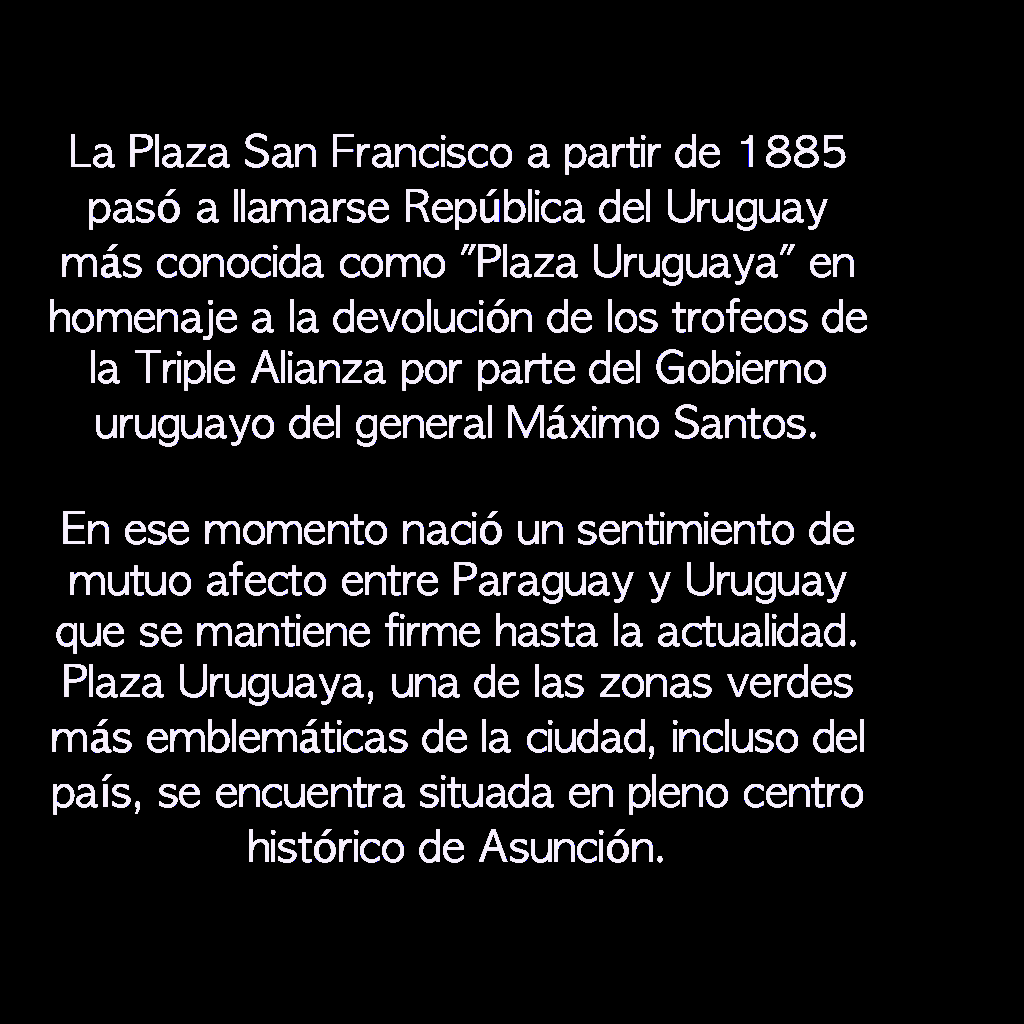 La Plaza San Francisco a partir de 1885
pasó a llamarse República del Uruguay
más conocida como "Plaza Uruguaya" en
homenaje a la devolución de los trofeos de
la Triple Alianza por parte del Gobierno
uruguayo del general Máximo Santos.
En ese momento nació un sentimiento de
mutuo afecto entre Paraguay y Uruguay
que se mantiene firme hasta la actualidad.
Plaza Uruguaya, una de las zonas verdes
más emblemáticas de la ciudad, incluso del
país, se encuentra situada en pleno centro
histórico de Asunción.